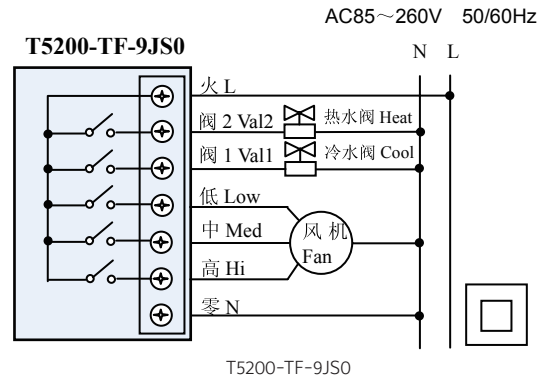 AC85～260V 50/60Hz
T5200-TF-9JS0
N L
火 L
阀 2 Val2 热水阀 Heat
阀 1 Val1 冷水阀 Cool
低 Low
中 Med
风 机
Fan
高 Hi
零 N
T5200-TF-9JS0